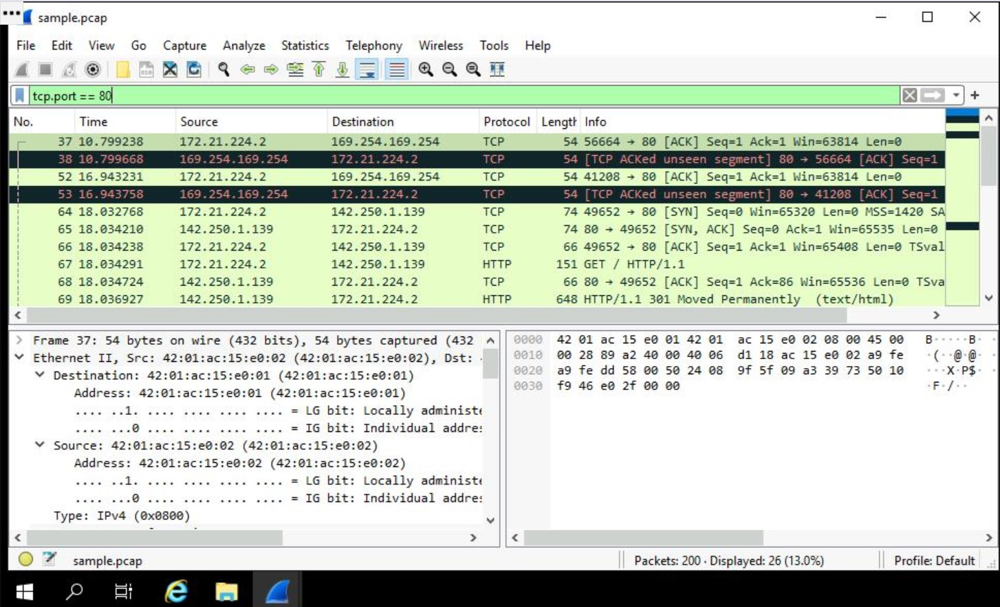 sample.pcap
File Edit View Go Capture Analyze Statistics Telephony Wireless Tools Help
tcp.port == 80
No. Time Source Destination Protocol Length Info
37 10.799238 172.21.224.2 169.254.169.254 TCP 54 56664 → 80 [ACK] Seq=1 Ack=1 Win=63814 Len=0
38 10.799668 169.254.169.254 172.21.224.2 TCP 54 [TCP ACKed unseen segment] 80 → 56664 [ACK] Seq=1
52 16.943231 172.21.224.2 169.254.169.254 TCP 54 41208 → 80 [ACK] Seq=1 Ack=1 Win=63814 Len=0
53 16.943758 169.254.169.254 172.21.224.2 TCP 54 [TCP ACKed unseen segment] 80 → 41208 [ACK] Seq=1
64 18.032768 172.21.224.2 142.250.1.139 TCP 74 49652 → 80 [SYN] Seq=0 Win=65320 Len=0 MSS=1420 SA
65 18.034210 142.250.1.139 172.21.224.2 TCP 74 80 → 49652 [SYN, ACK] Seq=0 Ack=1 Win=65535 Len=0
66 18.034238 172.21.224.2 142.250.1.139 TCP 66 49652 → 80 [ACK] Seq=1 Ack=1 Win=65408 Len=0 TSval
67 18.034291 172.21.224.2 142.250.1.139 HTTP 151 GET / HTTP/1.1
68 18.034724 142.250.1.139 172.21.224.2 TCP 66 80 → 49652 [ACK] Seq=1 Ack=86 Win=65536 Len=0 TSva
69 18.036927 142.250.1.139 172.21.224.2 HTTP 648 HTTP/1.1 301 Moved Permanently (text/html)
Frame 37: 54 bytes on wire (432 bits), 54 bytes captured (432
Ethernet II, Src: 42:01:ac:15:e0:02 (42:01:ac:15:e0:02), Dst:
Destination: 42:01:ac:15:e0:01 (42:01:ac:15:e0:01)
Address: 42:01:ac:15:e0:01 (42:01:ac:15:e0:01)
.... ..1. .... .... .... .... = LG bit: Locally administe
.... ...0 .... .... .... .... = IG bit: Individual addre
Source: 42:01:ac:15:e0:02 (42:01:ac:15:e0:02)
Address: 42:01:ac:15:e0:02 (42:01:ac:15:e0:02)
.... ..1. .... .... .... .... = LG bit: Locally administe
.... ...0 .... .... .... .... = IG bit: Individual addre
Type: IPv4 (0x0800)
0000 42 01 ac 15 e0 01 42 01 ac 15 e0 02 08 00 45 00 B·····B·
0010 00 28 89 a2 40 00 40 06 d1 18 ac 15 e0 02 a9 fe ·(··@·@·
0020 a9 fe dd 58 00 50 24 08 9f 5f 09 a3 39 73 50 10 ···X·P$·
0030 f9 46 e0 2f 00 00 ·F·/··
sample.pcap Packets: 200 · Displayed: 26 (13.0%) Profile: Default